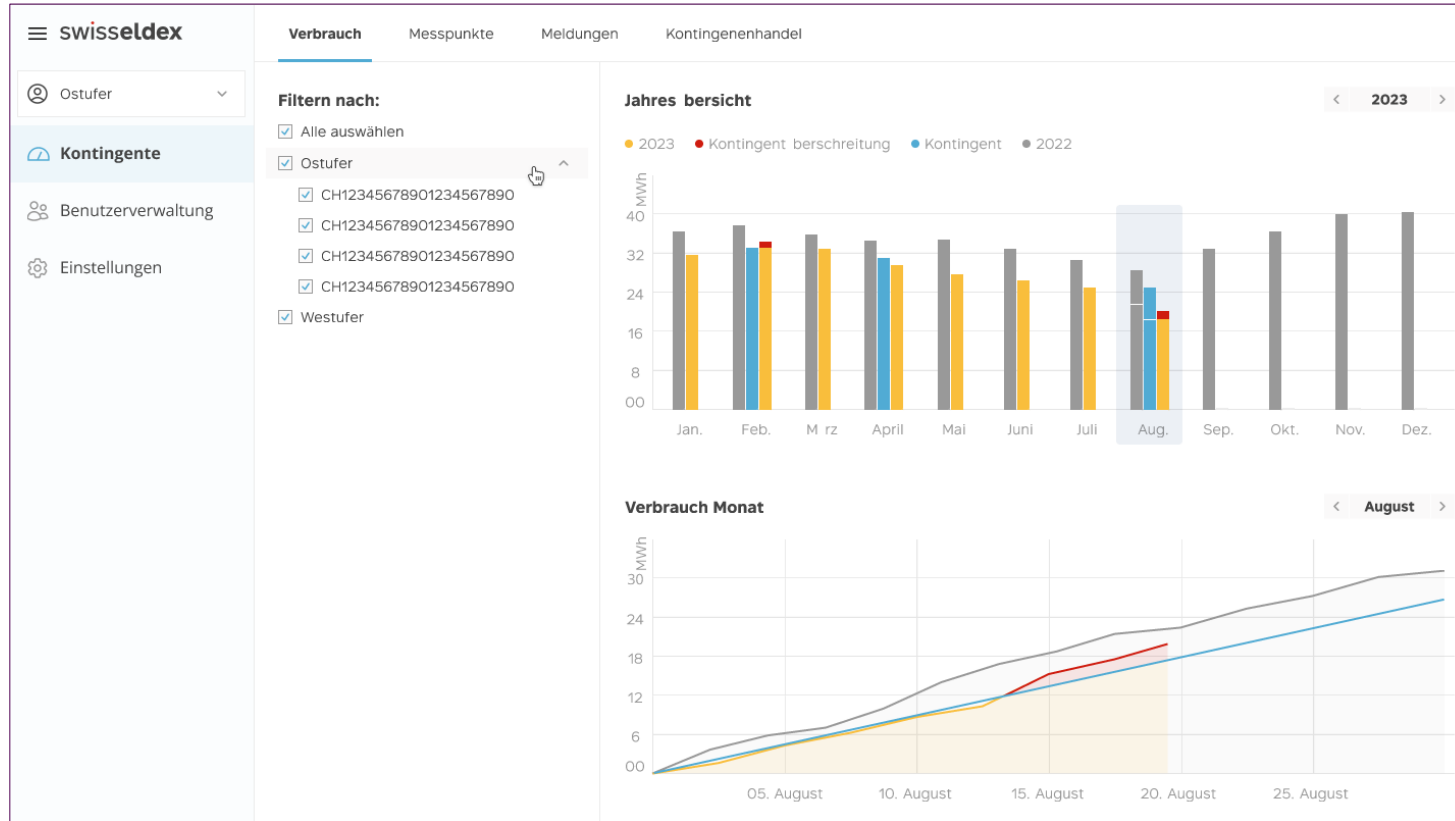 swisseldex
Verbrauch Messpunkte Meldungen Kontingenenhandel
Ostufer
Kontingente
Benutzerverwaltung
Einstellungen
Filtern nach:
Alle auswählen
Ostufer
CH12345678901234567890
CH12345678901234567890
CH12345678901234567890
CH12345678901234567890
Westufer
Jahres bersicht
2023
2023 Kontingent berschreitung Kontingent 2022
MWh
40
32
24
16
8
00
Jan. Feb. M rz April Mai Juni Juli Aug. Sep. Okt. Nov. Dez.
Verbrauch Monat
August
MWh
30
24
18
12
6
00
05. August 10. August 15. August 20. August 25. August